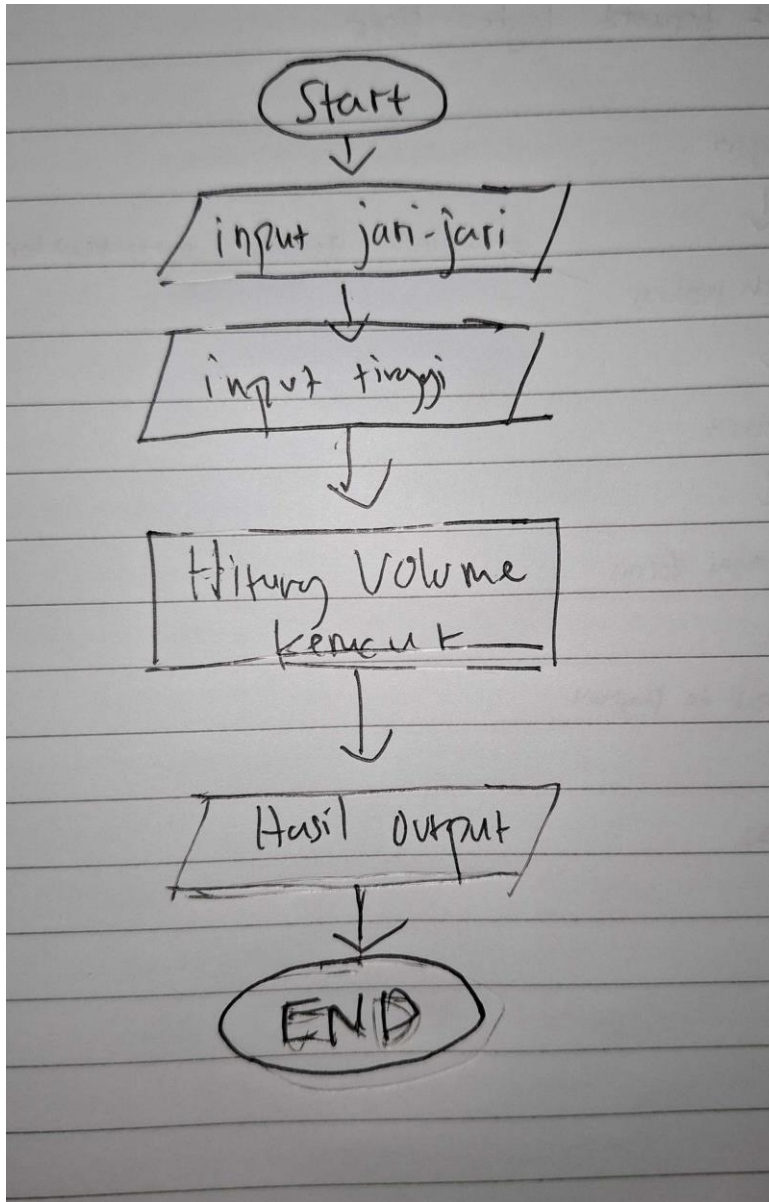 Start
input jari-jari
input tinggi
Hitung Volume
Kerucut
Hasil Output
END